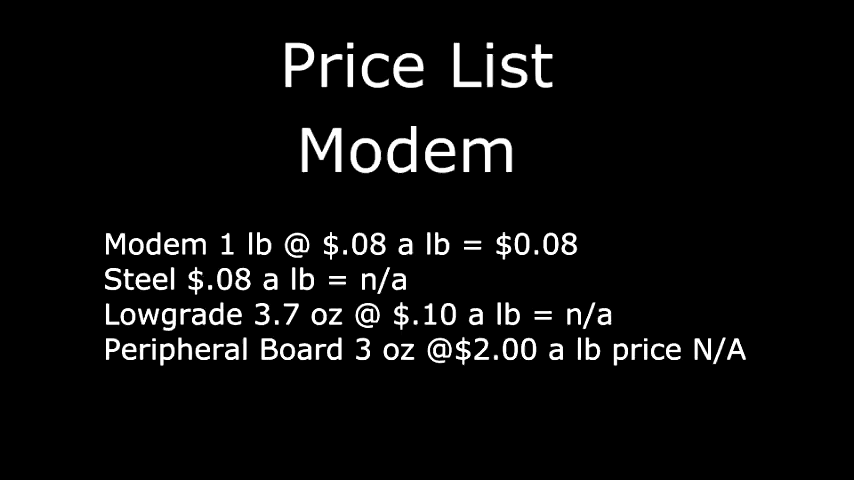 Price List
Modem
Modem 1 lb @ $.08 a lb = $0.08
Steel $.08 a lb = n/a
Lowgrade 3.7 oz @ $.10 a lb = n/a
Peripheral Board 3 oz @$2.00 a lb price N/A